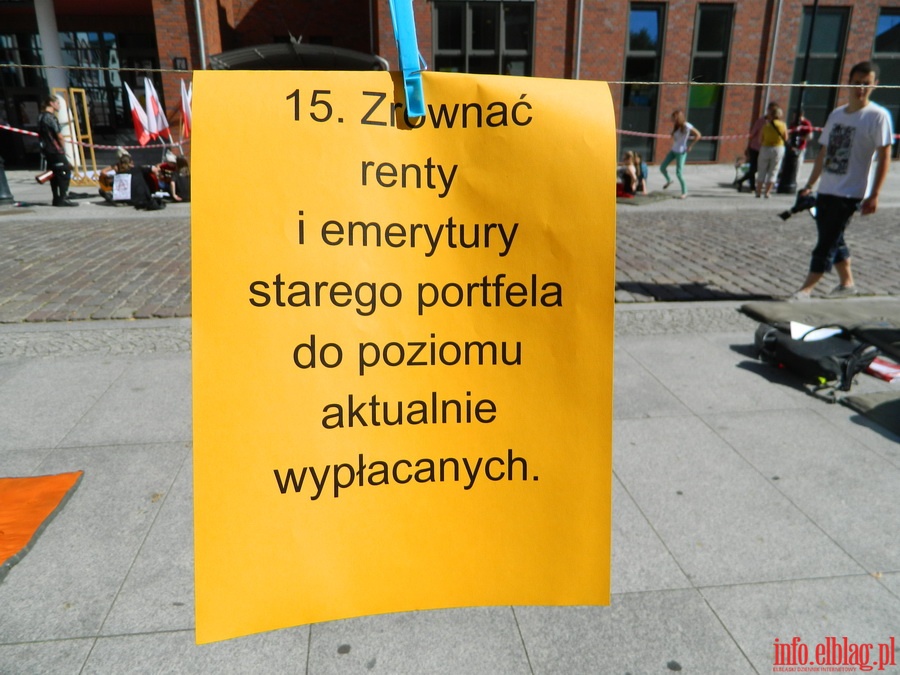 15. Zrównać
renty
i emerytury
starego portfela
do poziomu
aktualnie
wypłacanych.
info.elblag.pl